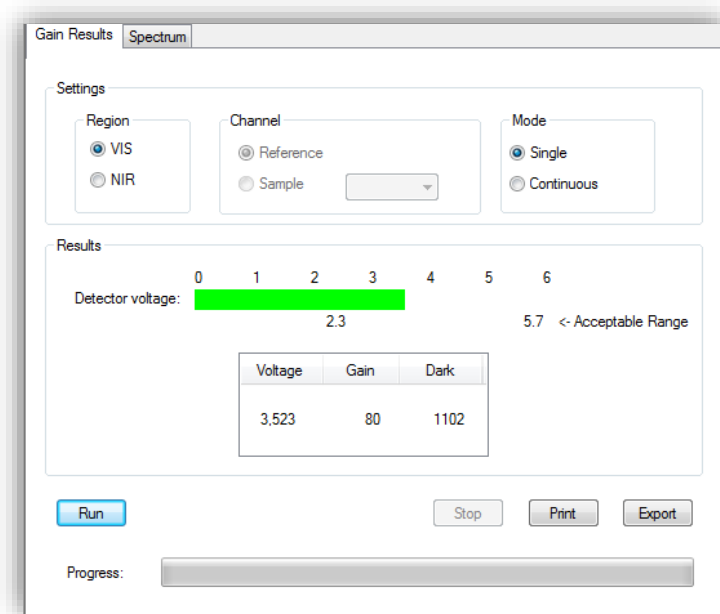 Gain Results Spectrum
Settings
Region Channel Mode
VIS Reference Single
NIR Sample Continuous
Results
0 1 2 3 4 5 6
Detector voltage:
2.3 5.7 <- Acceptable Range
Voltage Gain Dark
3,523 80 1102
Run Stop Print Export
Progress: